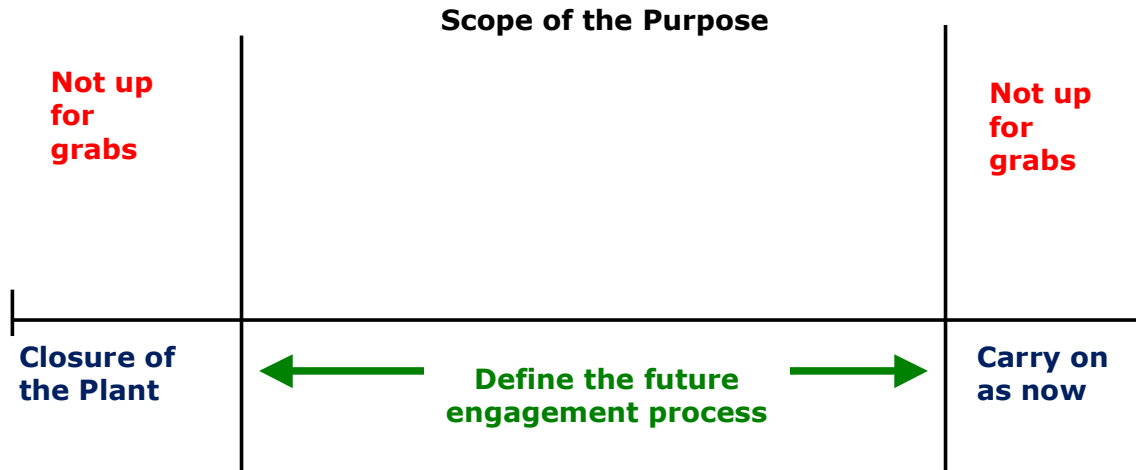 Scope of the Purpose
Not up
for
grabs
Not up
for
grabs
Closure of
the Plant
Define the future
engagement process
Carry on
as now